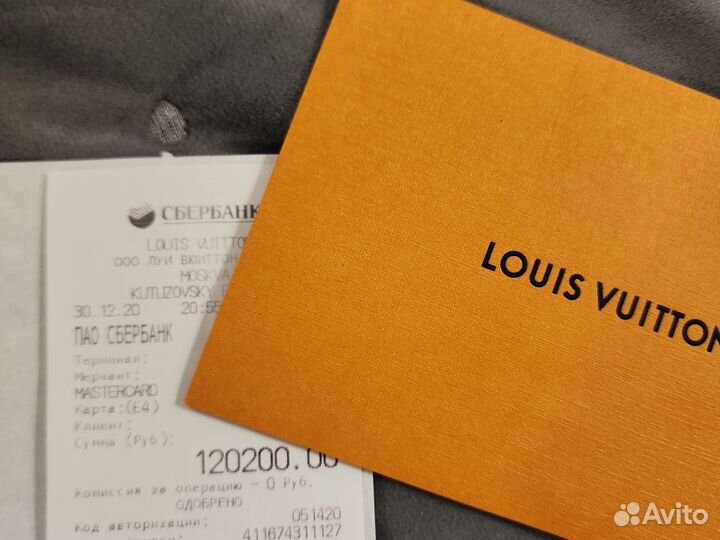 СБЕРБАНК
LOUIS VUITTON
ООО ЛУИ ВЮИТТОН
MOSKVA
KUTUZOVSKY
30.12.20 20:55
ПАО СБЕРБАНК
Терминал:
Мерчант:
MASTERCARD
Карта:(E4)
Клиент:
Сумма (Руб):
120200.00
Комиссия за операцию - 0 Руб.
ОДОБРЕНО
Код авторизации: 051420
411674311127
LOUIS VUITTON
Avito